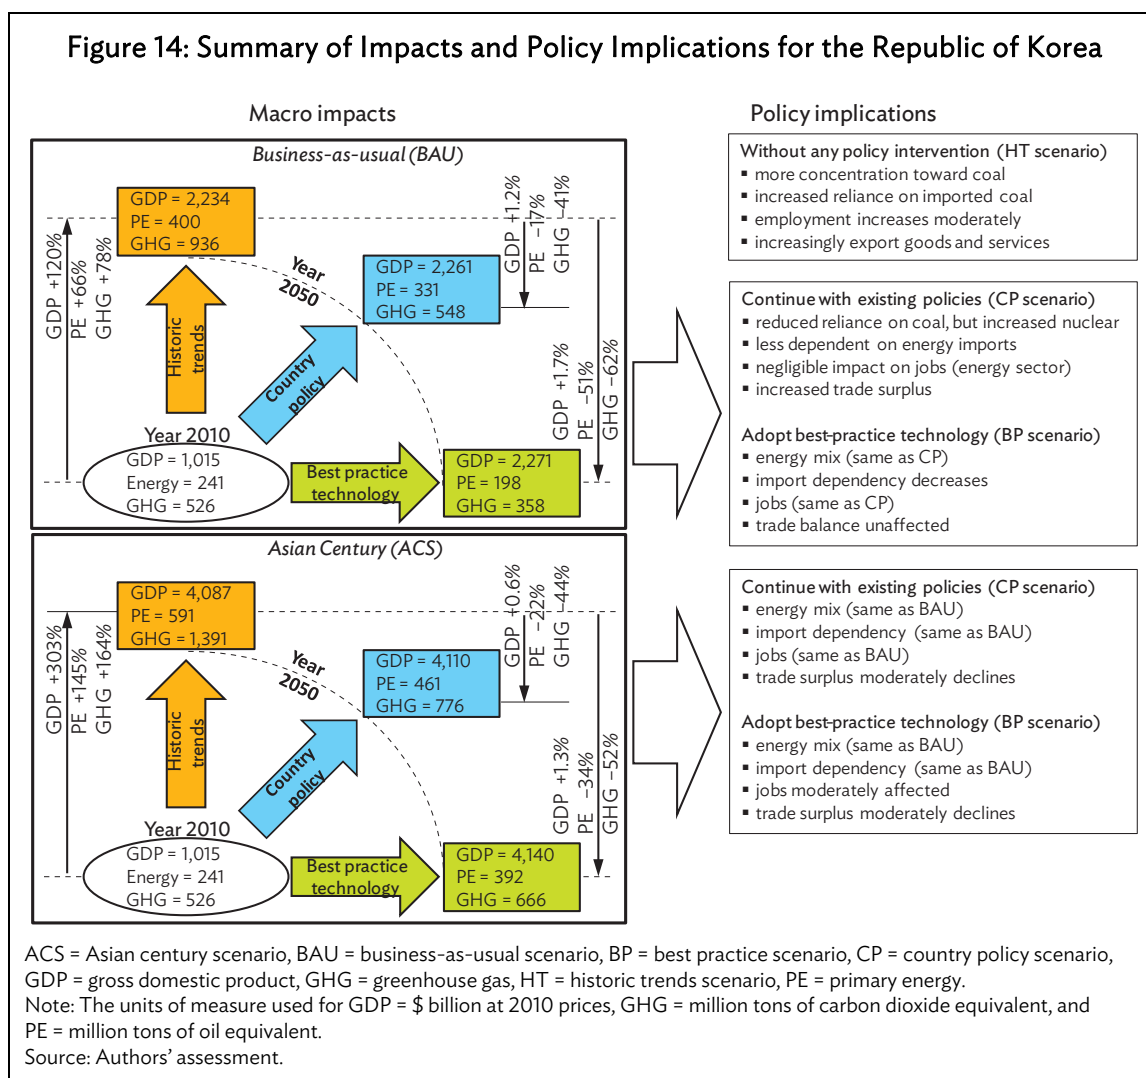 Figure 14: Summary of Impacts and Policy Implications for the Republic of Korea
Macro impacts
Business-as-usual (BAU)
GDP = 2,234
PE = 400
GHG = 936
GDP +120%
PE +66%
GHG +78%
Historic
trends
Year
2050
Country
policy
GDP = 2,261
PE = 331
GHG = 548
GDP +1.2%
PE –17%
GHG –41%
GDP +1.7%
PE –51%
GHG –62%
Year 2010
GDP = 1,015
Energy = 241
GHG = 526
Best practice
technology
GDP = 2,271
PE = 198
GHG = 358
Asian Century (ACS)
GDP = 4,087
PE = 591
GHG = 1,391
GDP +303%
PE +145%
GHG +164%
Historic
trends
Year
2050
Country
policy
GDP = 4,110
PE = 461
GHG = 776
GDP +0.6%
PE –22%
GHG –44%
GDP +1.3%
PE –34%
GHG –52%
Year 2010
GDP = 1,015
Energy = 241
GHG = 526
Best practice
technology
GDP = 4,140
PE = 392
GHG = 666
Policy implications
Without any policy intervention (HT scenario)
▪ more concentration toward coal
▪ increased reliance on imported coal
▪ employment increases moderately
▪ increasingly export goods and services
Continue with existing policies (CP scenario)
▪ reduced reliance on coal, but increased nuclear
▪ less dependent on energy imports
▪ negligible impact on jobs (energy sector)
▪ increased trade surplus
Adopt best-practice technology (BP scenario)
▪ energy mix (same as CP)
▪ import dependency decreases
▪ jobs (same as CP)
▪ trade balance unaffected
Continue with existing policies (CP scenario)
▪ energy mix (same as BAU)
▪ import dependency (same as BAU)
▪ jobs (same as BAU)
▪ trade surplus moderately declines
Adopt best-practice technology (BP scenario)
▪ energy mix (same as BAU)
▪ import dependency (same as BAU)
▪ jobs moderately affected
▪ trade surplus moderately declines
ACS = Asian century scenario, BAU = business-as-usual scenario, BP = best practice scenario, CP = country policy scenario,
GDP = gross domestic product, GHG = greenhouse gas, HT = historic trends scenario, PE = primary energy.
Note: The units of measure used for GDP = $ billion at 2010 prices, GHG = million tons of carbon dioxide equivalent, and
PE = million tons of oil equivalent.
Source: Authors’ assessment.